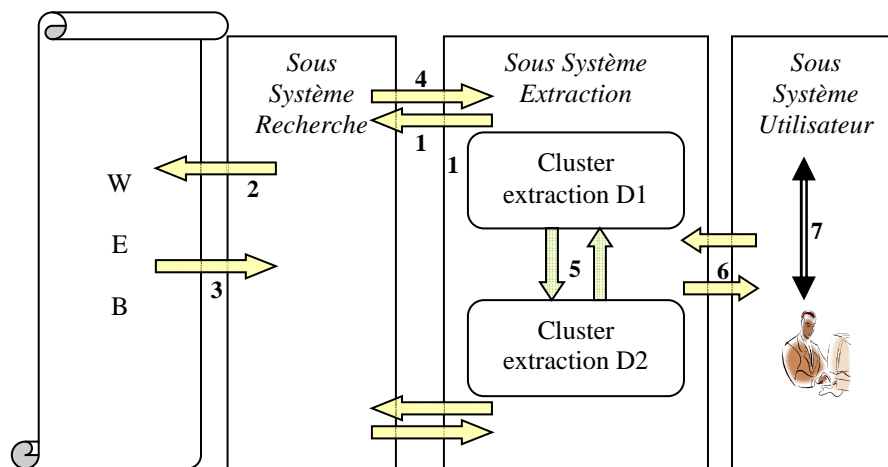 Sous
Système
Recherche
Sous Système
Extraction
Sous
Système
Utilisateur
4
1
1
2
3
W
E
B
Cluster
extraction D1
5
Cluster
extraction D2
6
7